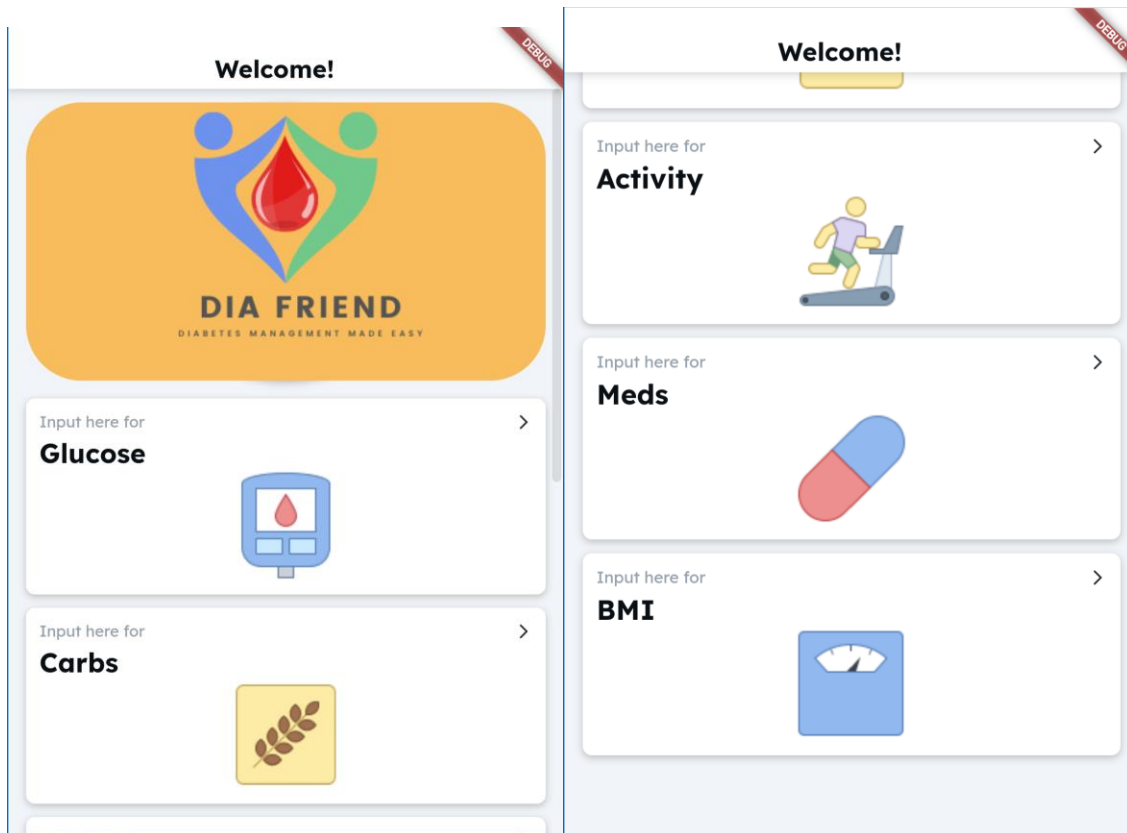 Welcome!
DEBUG
DIA FRIEND
DIABETES MANAGEMENT MADE EASY
Input here for
Glucose
Input here for
Carbs
Welcome!
DEBUG
Input here for
Activity
Input here for
Meds
Input here for
BMI